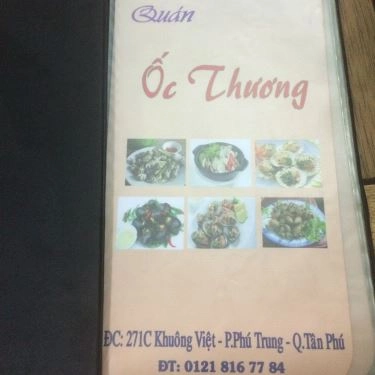 Quán
Ốc Thương
ĐC: 271C Khuông Việt - P.Phú Trung - Q.Tân Phú
ĐT: 0121 816 77 84